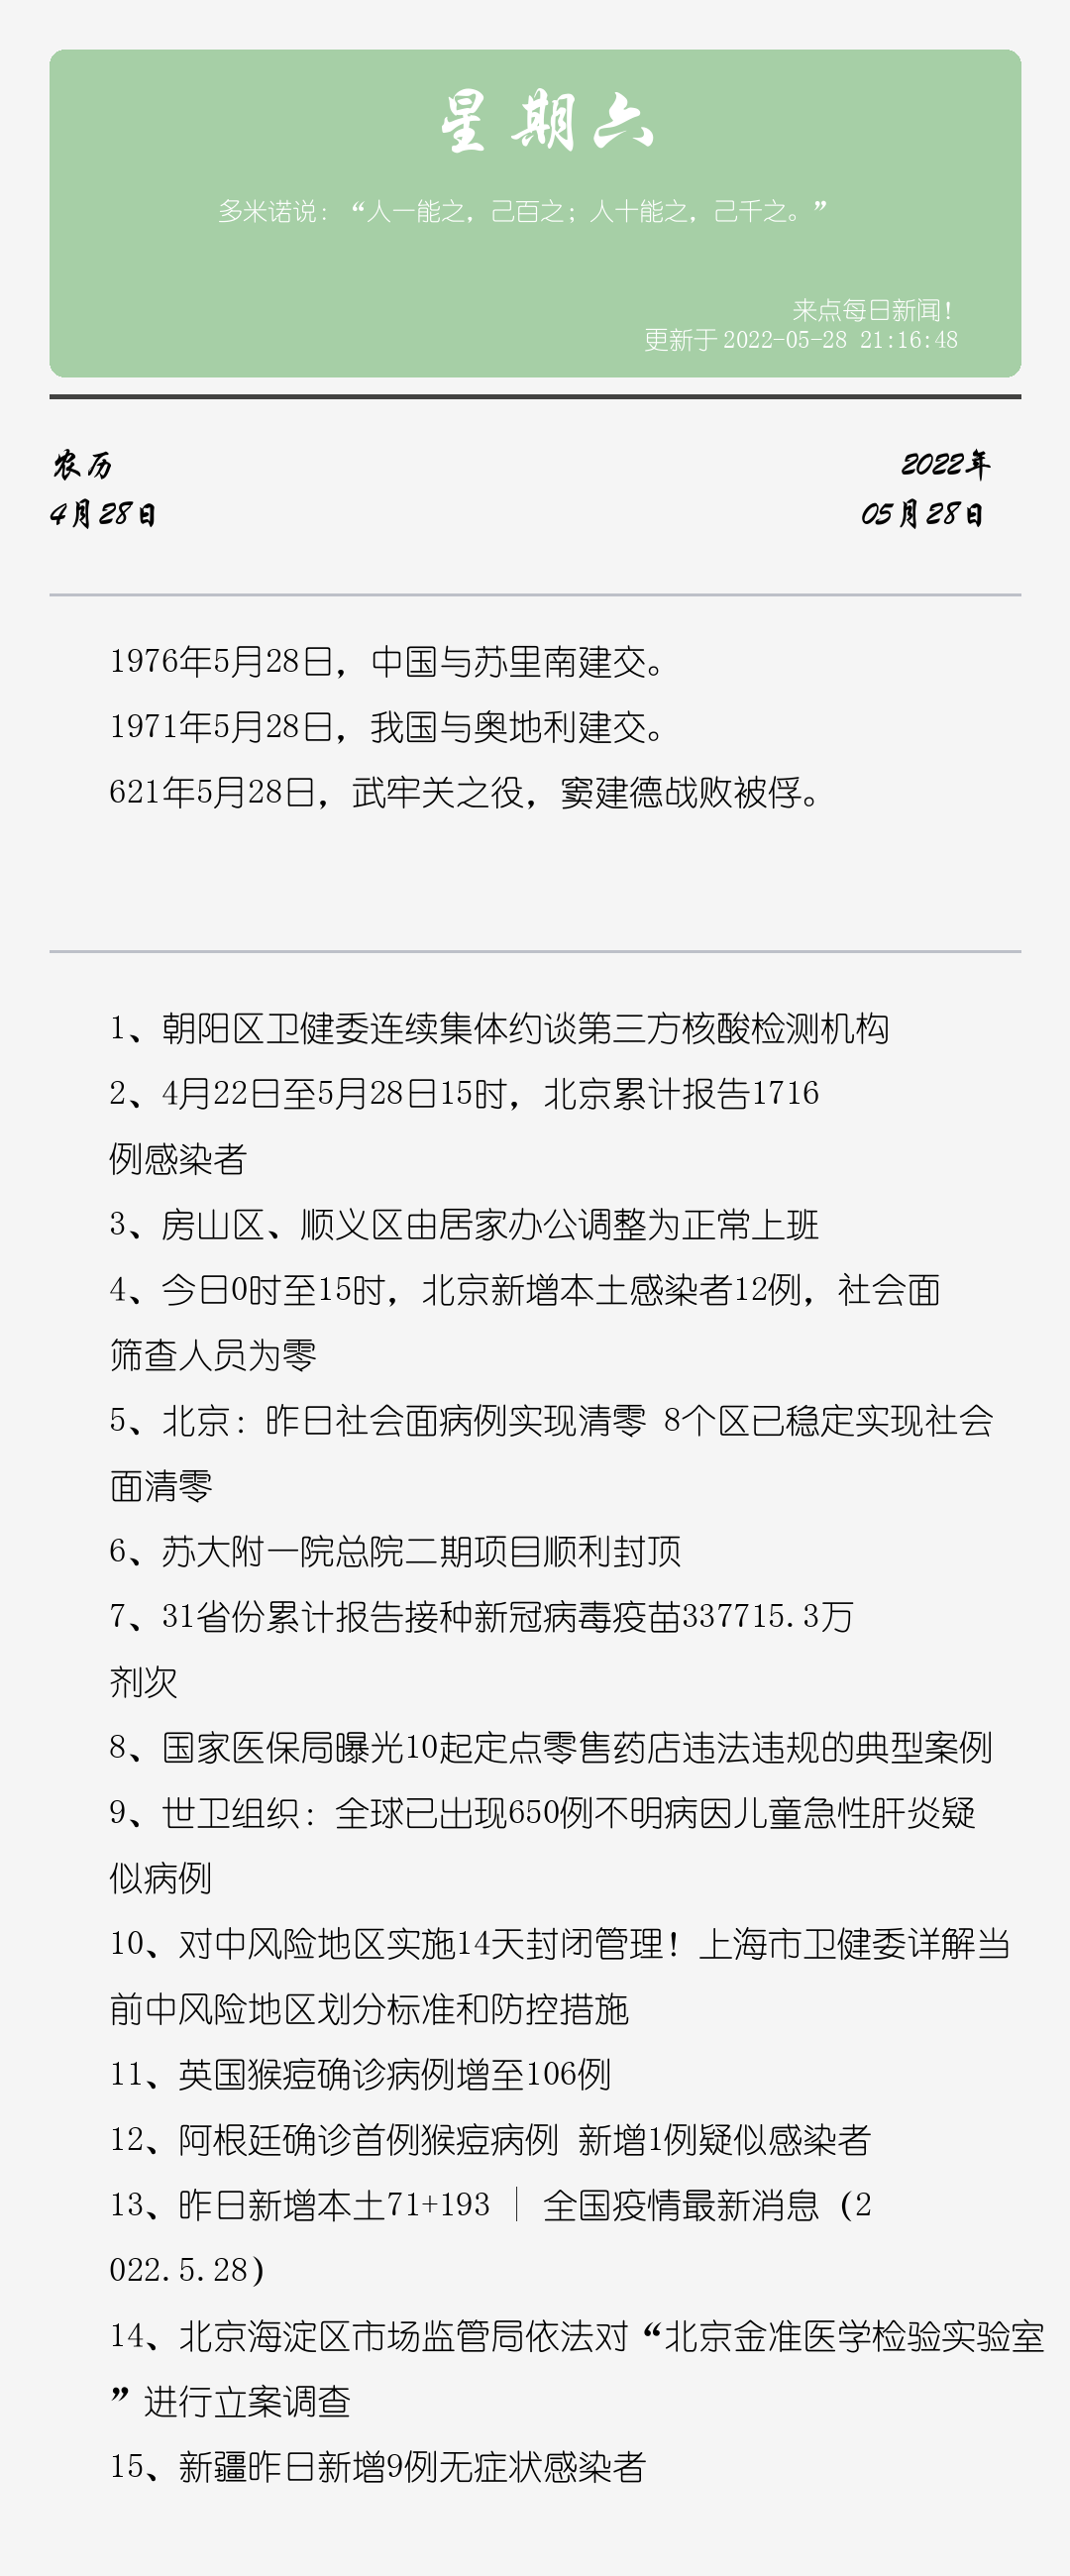 星期六
多米诺说：“人一能之，己百之；人十能之，己千之。”
来点每日新闻！
更新于 2022-05-28 21:16:48
农历
4月28日
2022年
05月28日
1976年5月28日，中国与苏里南建交。
1971年5月28日，我国与奥地利建交。
621年5月28日，武牢关之役，窦建德战败被俘。
1、朝阳区卫健委连续集体约谈第三方核酸检测机构
2、4月22日至5月28日15时，北京累计报告1716
例感染者
3、房山区、顺义区由居家办公调整为正常上班
4、今日0时至15时，北京新增本土感染者12例，社会面
筛查人员为零
5、北京：昨日社会面病例实现清零 8个区已稳定实现社会
面清零
6、苏大附一院总院二期项目顺利封顶
7、31省份累计报告接种新冠病毒疫苗337715.3万
剂次
8、国家医保局曝光10起定点零售药店违法违规的典型案例
9、世卫组织：全球已出现650例不明病因儿童急性肝炎疑
似病例
10、对中风险地区实施14天封闭管理！上海市卫健委详解当
前中风险地区划分标准和防控措施
11、英国猴痘确诊病例增至106例
12、阿根廷确诊首例猴痘病例 新增1例疑似感染者
13、昨日新增本土71+193 | 全国疫情最新消息（2
022.5.28）
14、北京海淀区市场监管局依法对“北京金准医学检验实验室
”进行立案调查
15、新疆昨日新增9例无症状感染者